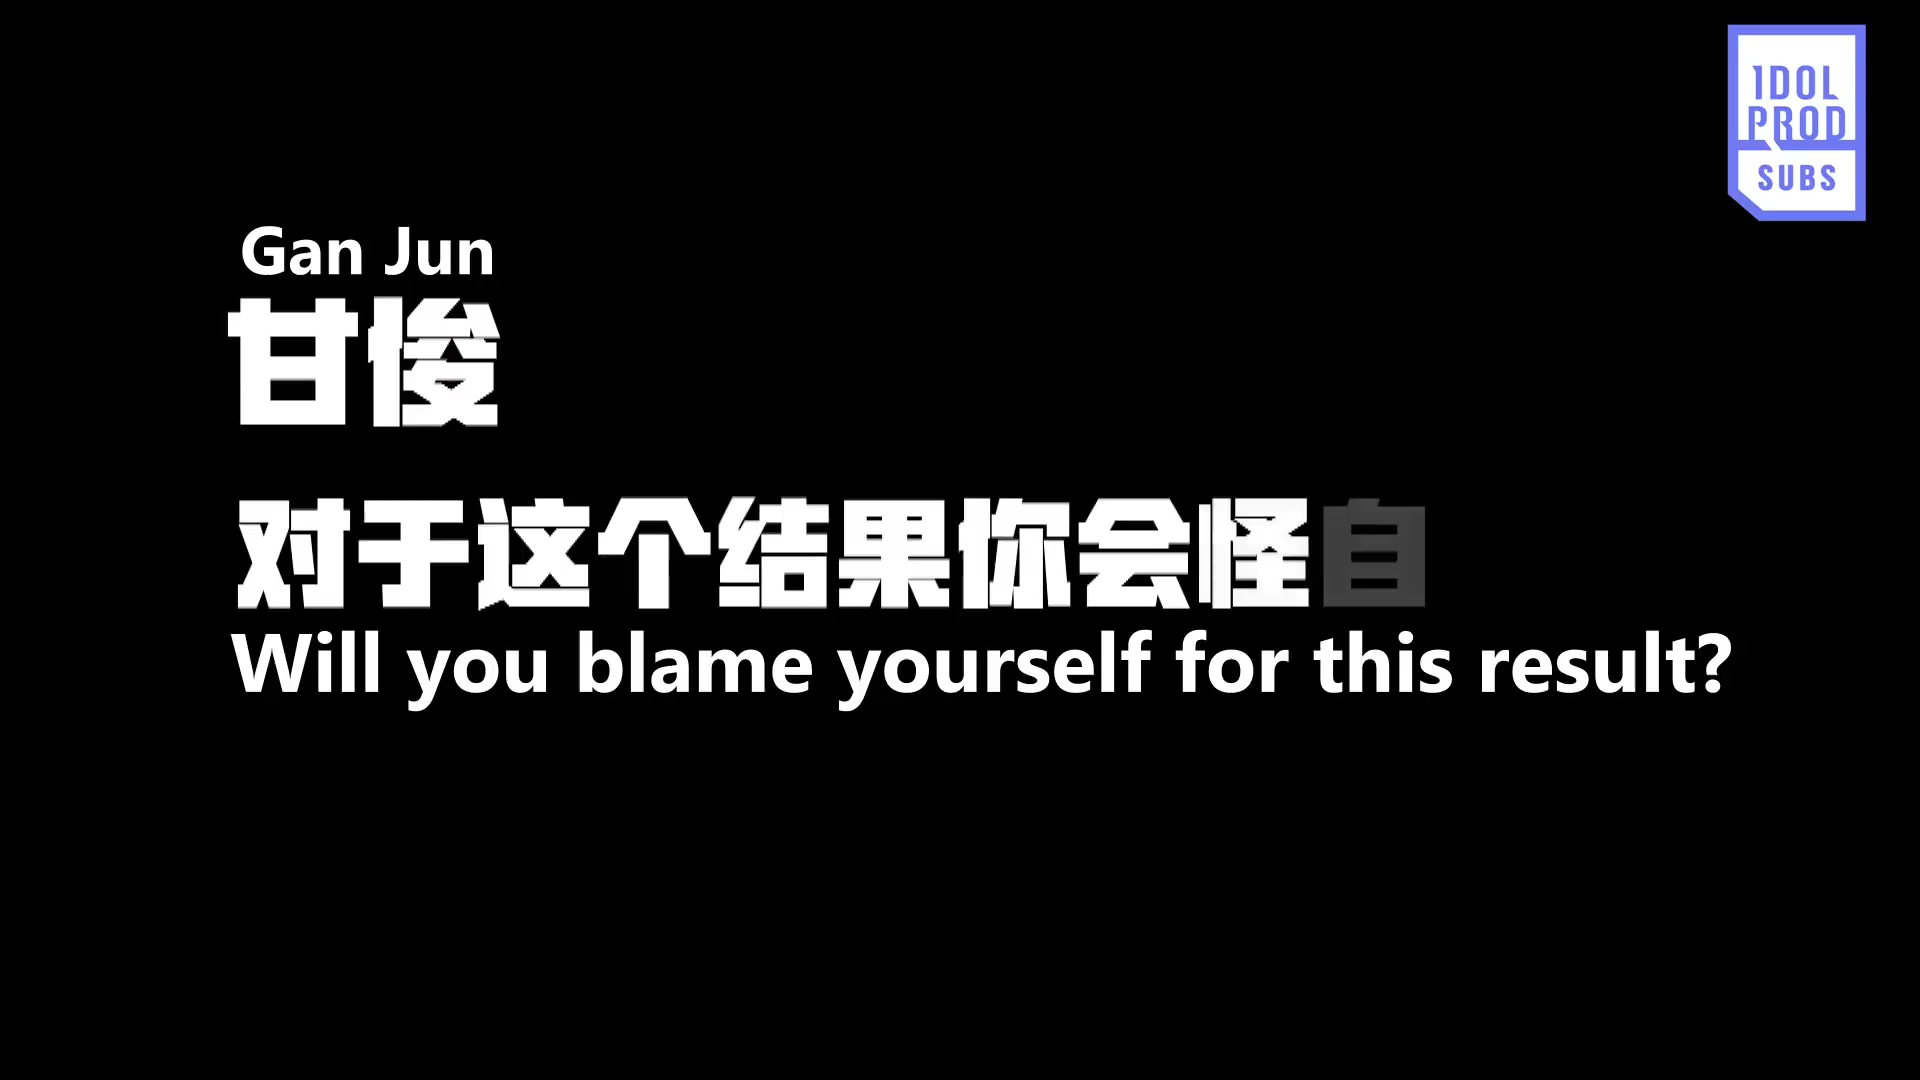 IDOL
PROD
SUBS
Gan Jun
甘俊
对于这个结果你会怪自
Will you blame yourself for this result?